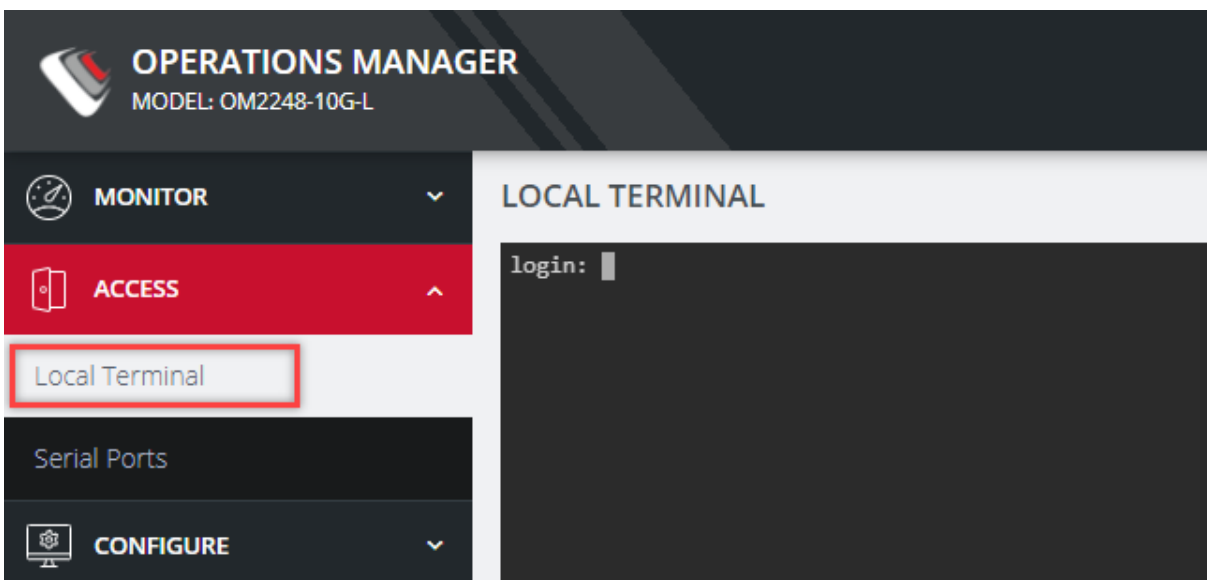 OPERATIONS MANAGER
MODEL: OM2248-10G-L
MONITOR
ACCESS
Local Terminal
Serial Ports
CONFIGURE
LOCAL TERMINAL
login: